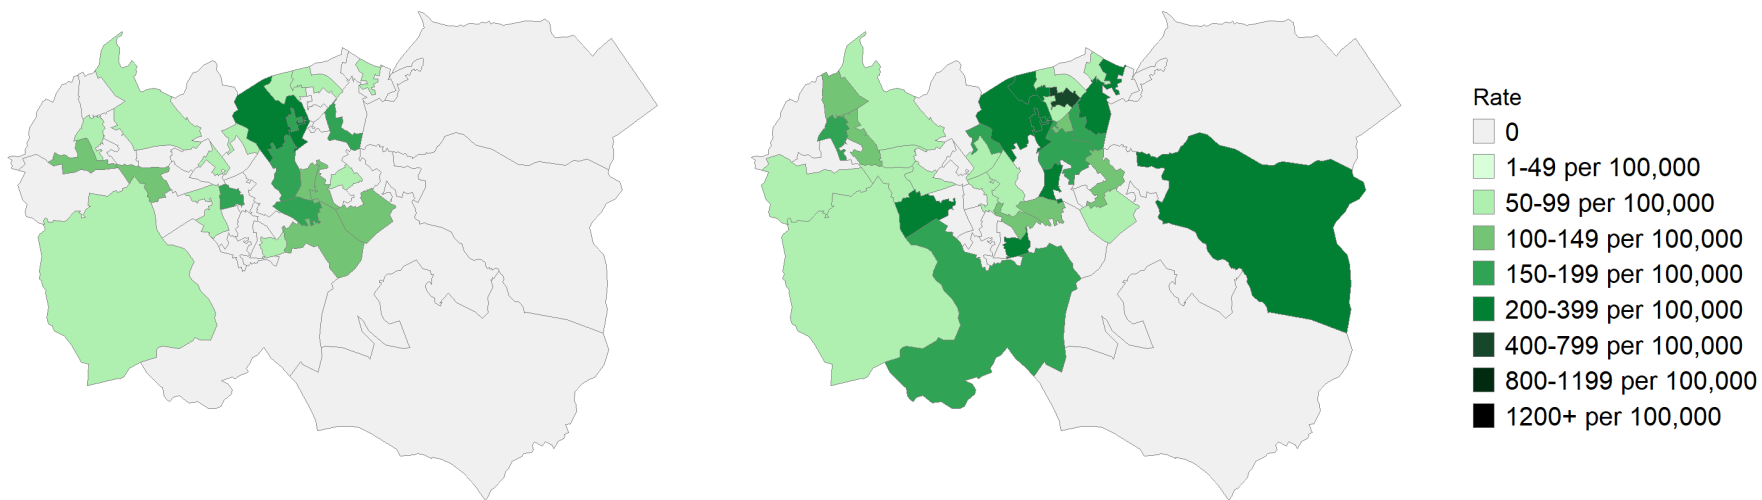 Rate
0
1-49 per 100,000
50-99 per 100,000
100-149 per 100,000
150-199 per 100,000
200-399 per 100,000
400-799 per 100,000
800-1199 per 100,000
1200+ per 100,000